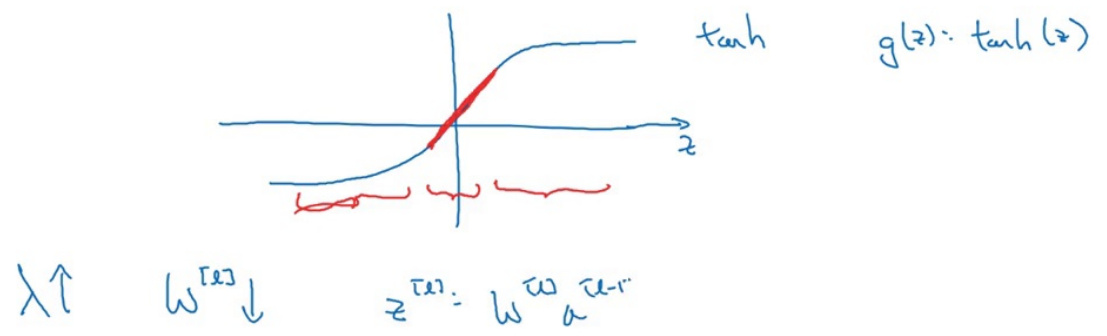 tanh g(z) = tanh(z)
z
λ↑ W^[l]↓ z^[l] = W^[l] a^[l-1]